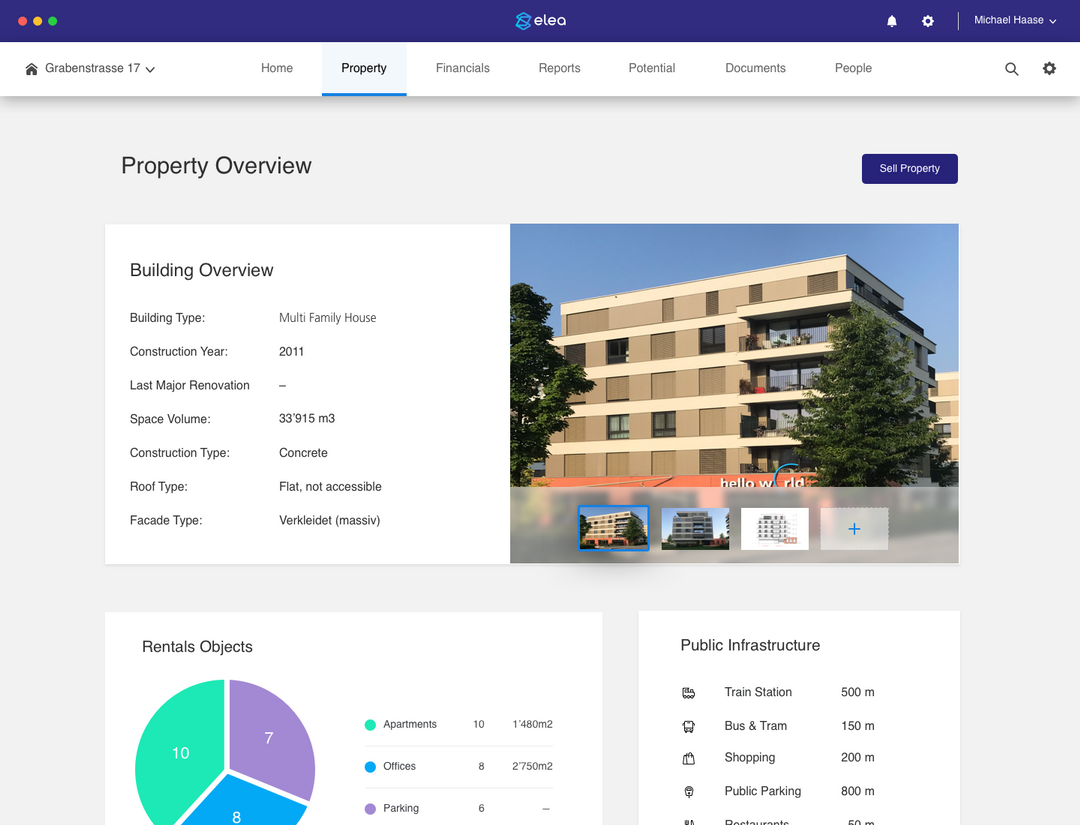 elea
Michael Haase
Grabenstrasse 17
Home
Property
Financials
Reports
Potential
Documents
People
Property Overview
Sell Property
Building Overview
Building Type: Multi Family House
Construction Year: 2011
Last Major Renovation –
Space Volume: 33'915 m3
Construction Type: Concrete
Roof Type: Flat, not accessible
Facade Type: Verkleidet (massiv)
hello world
+
Rentals Objects
10
7
8
Apartments 10 1'480m2
Offices 8 2'750m2
Parking 6 –
Public Infrastructure
Train Station 500 m
Bus & Tram 150 m
Shopping 200 m
Public Parking 800 m
Restaurants 50 m